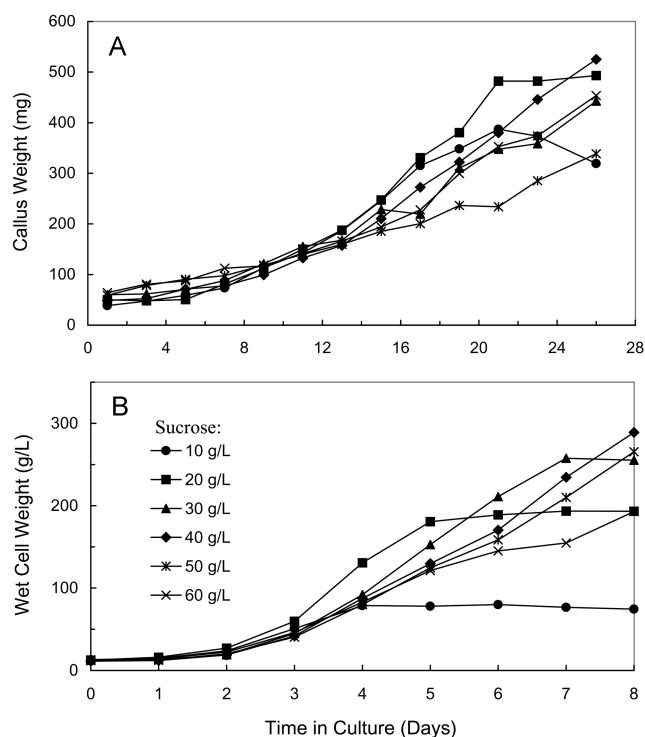 A
Callus Weight (mg)
600
500
400
300
200
100
0
0 4 8 12 16 20 24 28
B
Wet Cell Weight (g/L)
300
200
100
0
Sucrose:
10 g/L
20 g/L
30 g/L
40 g/L
50 g/L
60 g/L
0 1 2 3 4 5 6 7 8
Time in Culture (Days)